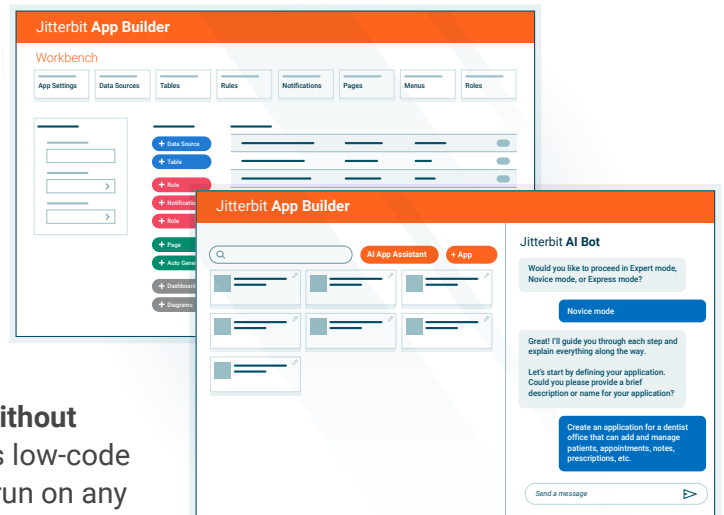 Jitterbit App Builder
Workbench
App Settings
Data Sources
Tables
Rules
Notifications
Pages
Menus
Roles
+ Data Source
+ Table
+ Rule
+ Notificatio
+ Role
+ Page
+ Auto Gene
+ Dashboard
+ Diagrams
Jitterbit App Builder
AI App Assistant
+ App
Jitterbit AI Bot
Would you like to proceed in Expert mode,
Novice mode, or Express mode?
Novice mode
Great! I'll guide you through each step and
explain everything along the way.
Let's start by defining your application.
Could you please provide a brief
description or name for your application?
Create an application for a dentist
office that can add and manage
patients, appointments, notes,
prescriptions, etc.
Send a message
ithout
s low-code
run on any